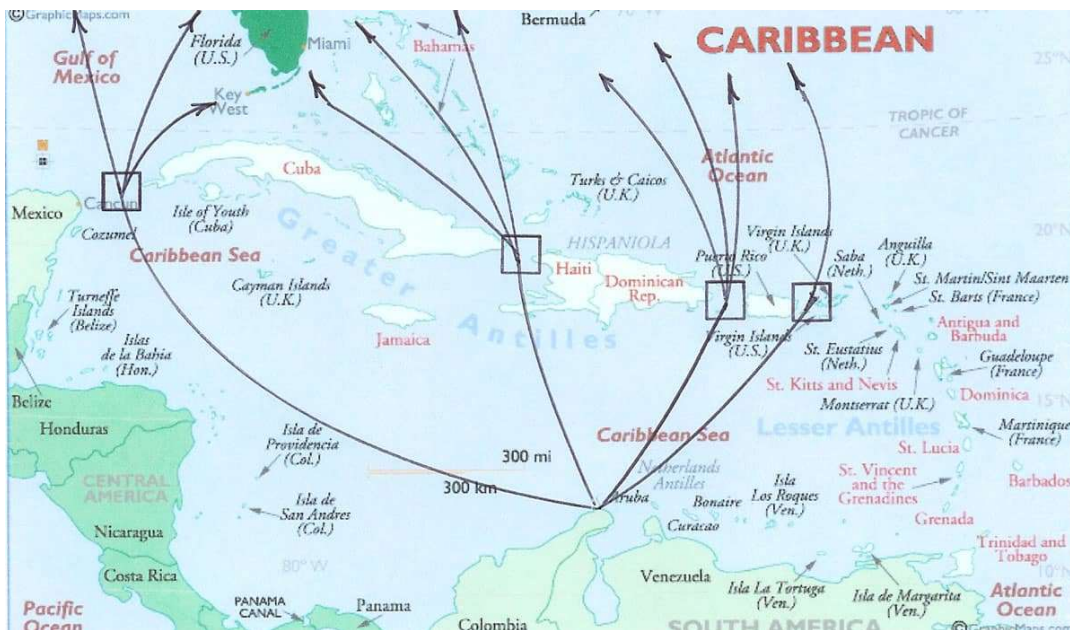 ©GraphicMaps.com
Bermuda
CARIBBEAN
Gulf of
Mexico
Florida
(U.S.)
Miami
Bahamas
25°N
Key
West
TROPIC OF
CANCER
Cuba
Atlantic
Ocean
Mexico
Cancun
Isle of Youth
(Cuba)
Turks & Caicos
(U.K.)
Cozumel
Caribbean Sea
Greater
Antilles
HISPANIOLA
20°N
Virgin Islands
(U.K.)
Puerto Rico
(U.S.)
Saba
(Neth.)
Anguilla
(U.K.)
St. Martin/Sint Maarten
St. Barts (France)
Haiti
Dominican
Rep.
Cayman Islands
(U.K.)
Turneffe
Islands
(Belize)
Jamaica
Virgin Islands
(U.S.)
St. Eustatius
(Neth.)
Antigua and
Barbuda
Islas
de la Bahia
(Hon.)
Guadeloupe
(France)
St. Kitts and Nevis
Montserrat (U.K.)
Dominica
Belize
15°N
Honduras
Isla de
Providencia
(Col.)
Caribbean Sea
Lesser Antilles
Martinique
(France)
St. Lucia
300 mi
300 km
Netherlands
Antilles
St. Vincent
and the
Grenadines
Barbados
CENTRAL
AMERICA
Isla de
San Andres
(Col.)
Aruba
Bonaire
Curacao
Isla
Los Roques
(Ven.)
Grenada
Nicaragua
Trinidad and
Tobago
Costa Rica
80° W
Venezuela
10°N
Isla La Tortuga
(Ven.)
Isla de Margarita
(Ven.)
Atlantic
Ocean
Pacific
Ocean
PANAMA
CANAL
Panama
Colombia
SOUTH AMERICA
©GraphicMaps.com